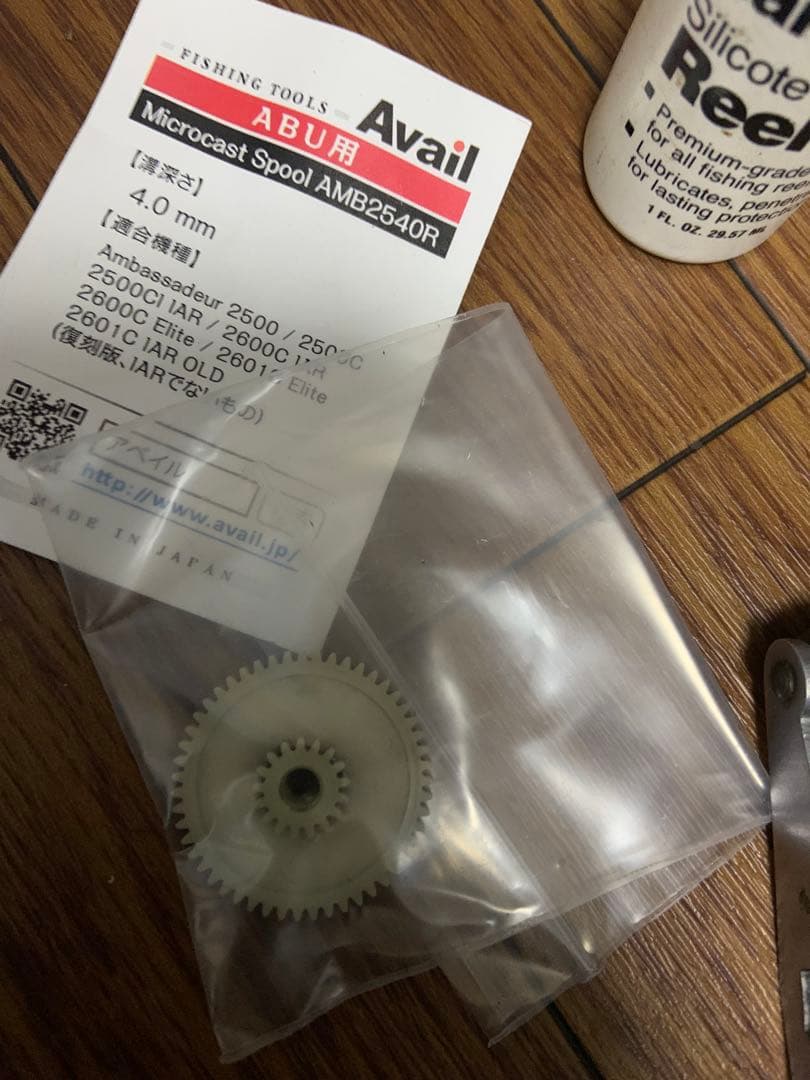 FISHING TOOLS
Avail
ABU用
Microcast Spool AMB2540R
【溝深さ】
4.0 mm
【適合機種】
Ambassadeur 2500 / 2500C
2500CI IAR / 2600C IAR
2600C Elite / 2601C Elite
2601C IAR OLD
(復刻版、IARでないもの)
アベイル
http://www.avail.jp/
MADE IN JAPAN
Silicote
Reel
Premium-grade
for all fishing
Lubricates,
for lasting
1 FL. OZ. 29.57 ML